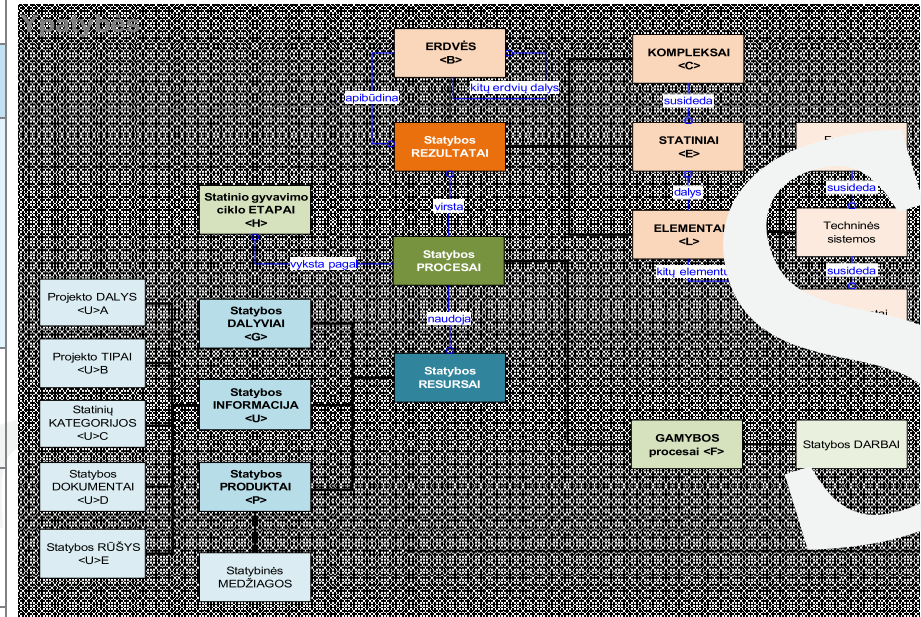 ERDVĖS
<B>
KOMPLEKSAI
<C>
kitų erdvių dalys
apibūdina
susideda
Statybos
REZULTATAI
STATINIAI
<E>
susideda
dalys
Statinio gyvavimo
ciklo ETAPAI
<H>
virsta
ELEMENTAI
<L>
Techninės
sistemos
vyksta pagal
Statybos
PROCESAI
kitų elementų
susideda
Projekto DALYS
<U>A
Statybos
DALYVIAI
<G>
naudoja
Projekto TIPAI
<U>B
Statybos
RESURSAI
Statybos
INFORMACIJA
<U>
Statinių
KATEGORIJOS
<U>C
GAMYBOS
procesai <F>
Statybos DARBAI
Statybos
DOKUMENTAI
<U>D
Statybos
PRODUKTAI
<P>
Statybos RŪŠYS
<U>E
Statybinės
MEDŽIAGOS